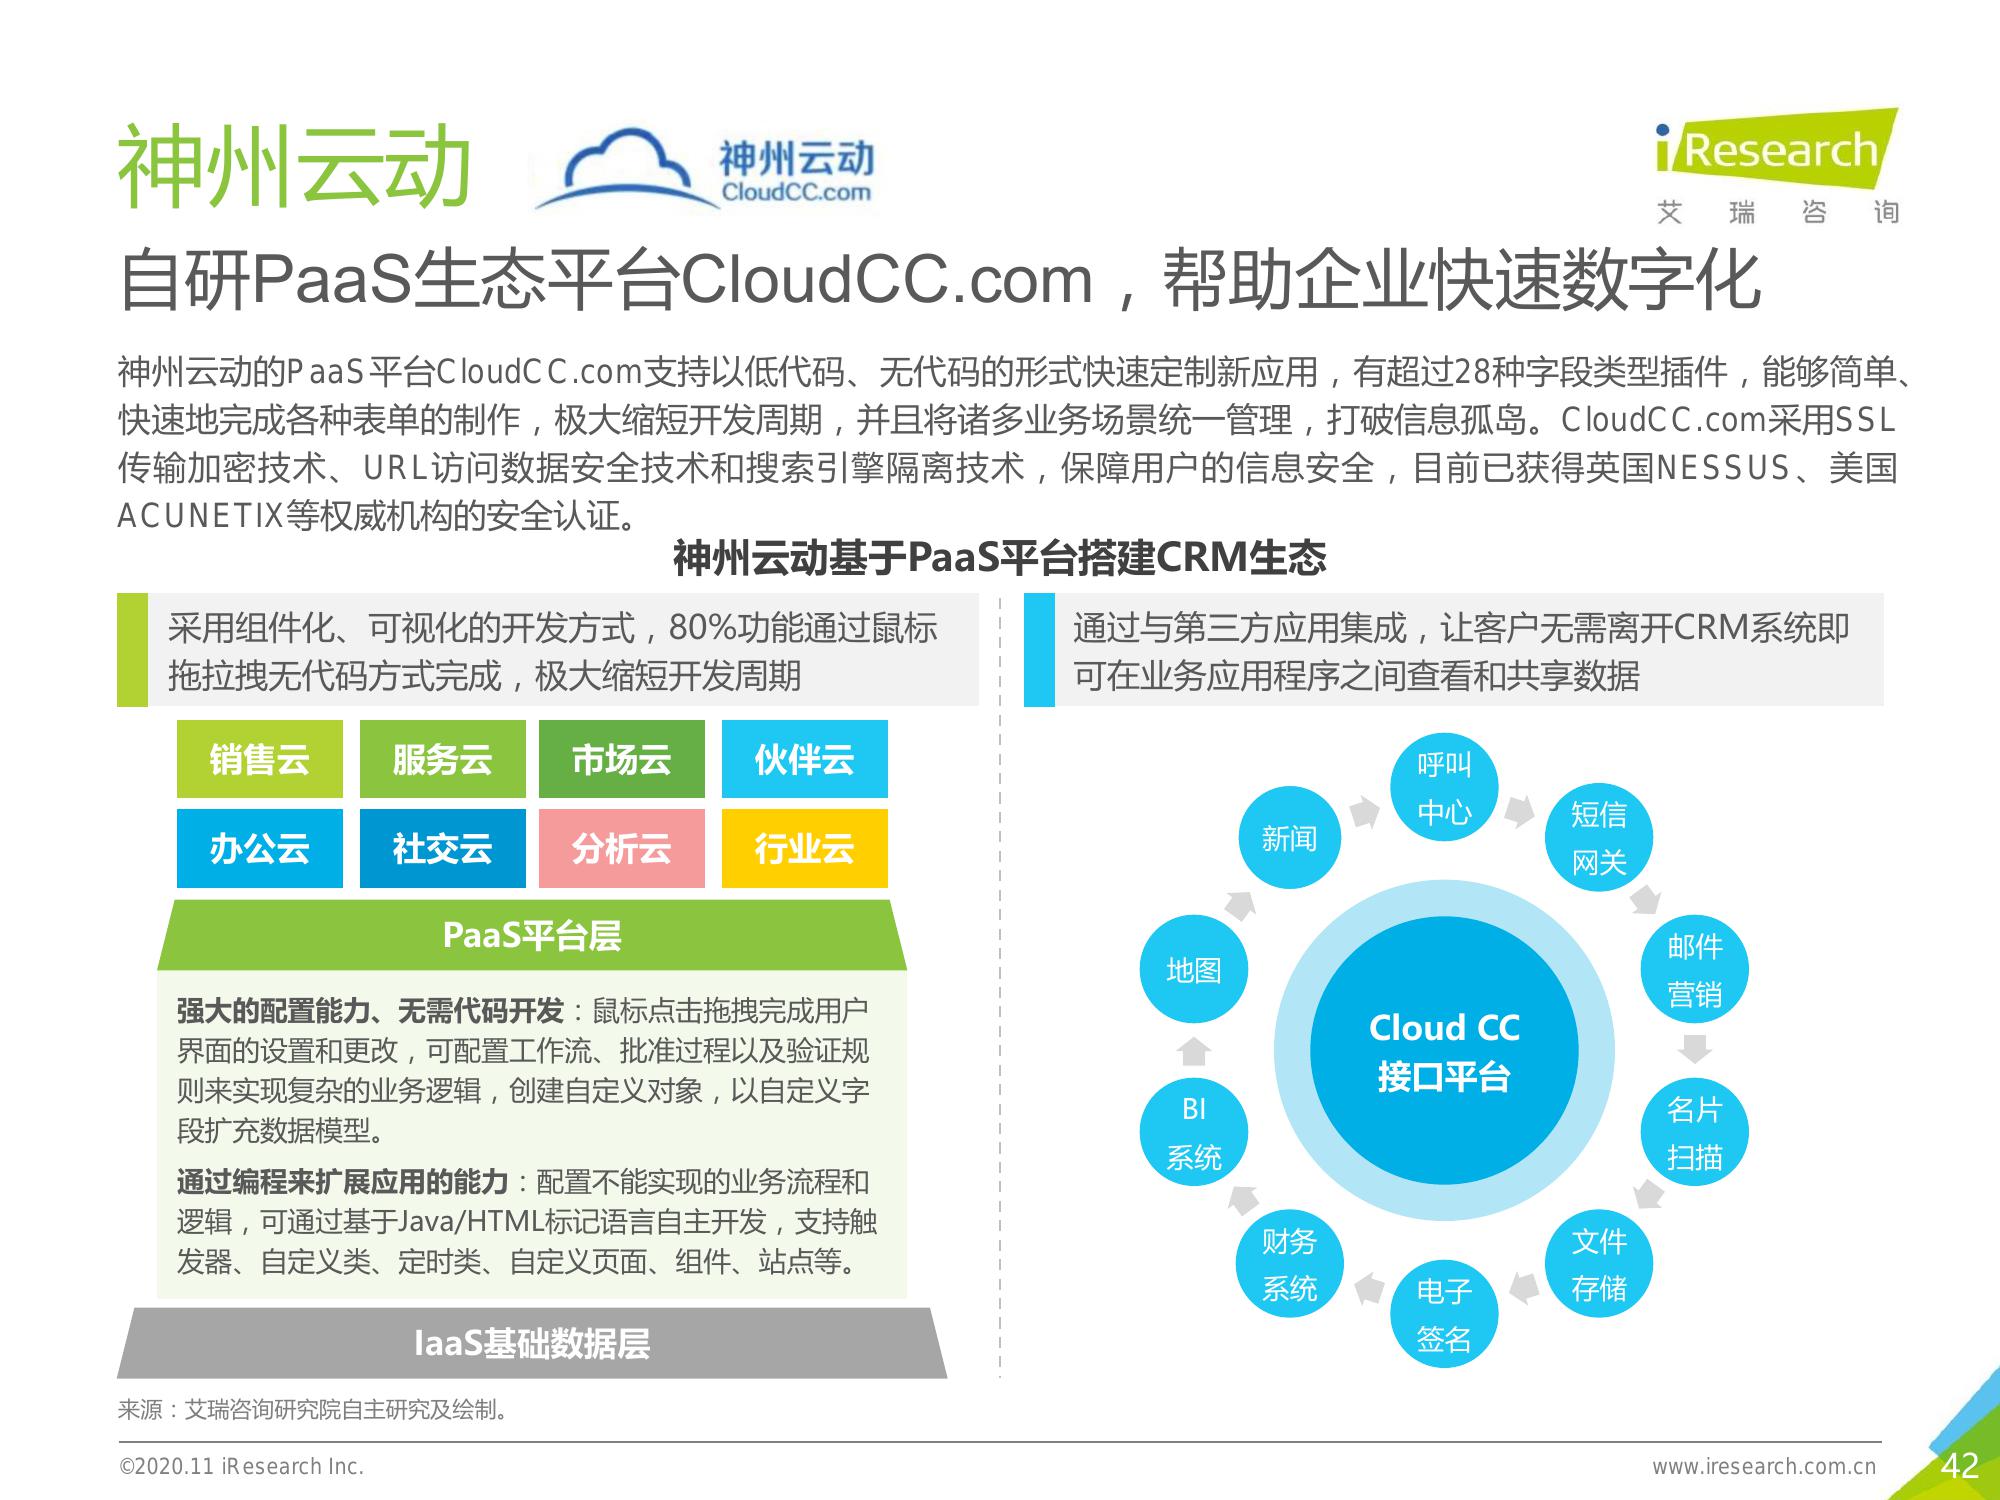 神州云动
神州云动
CloudCC.com
iResearch
艾瑞咨询
自研PaaS生态平台CloudCC.com，帮助企业快速数字化
神州云动的PaaS平台CloudCC.com支持以低代码、无代码的形式快速定制新应用，有超过28种字段类型插件，能够简单、
快速地完成各种表单的制作，极大缩短开发周期，并且将诸多业务场景统一管理，打破信息孤岛。CloudCC.com采用SSL
传输加密技术、URL访问数据安全技术和搜索引擎隔离技术，保障用户的信息安全，目前已获得英国NESSUS、美国
ACUNETIX等权威机构的安全认证。
神州云动基于PaaS平台搭建CRM生态
采用组件化、可视化的开发方式，80%功能通过鼠标
拖拉拽无代码方式完成，极大缩短开发周期
销售云
服务云
市场云
伙伴云
办公云
社交云
分析云
行业云
PaaS平台层
强大的配置能力、无需代码开发：鼠标点击拖拽完成用户
界面的设置和更改，可配置工作流、批准过程以及验证规
则来实现复杂的业务逻辑，创建自定义对象，以自定义字
段扩充数据模型。
通过编程来扩展应用的能力：配置不能实现的业务流程和
逻辑，可通过基于Java/HTML标记语言自主开发，支持触
发器、自定义类、定时类、自定义页面、组件、站点等。
IaaS基础数据层
通过与第三方应用集成，让客户无需离开CRM系统即
可在业务应用程序之间查看和共享数据
呼叫
中心
短信
网关
邮件
营销
名片
扫描
文件
存储
电子
签名
财务
系统
BI
系统
地图
新闻
Cloud CC
接口平台
来源：艾瑞咨询研究院自主研究及绘制。
©2020.11 iResearch Inc.
www.iresearch.com.cn
42